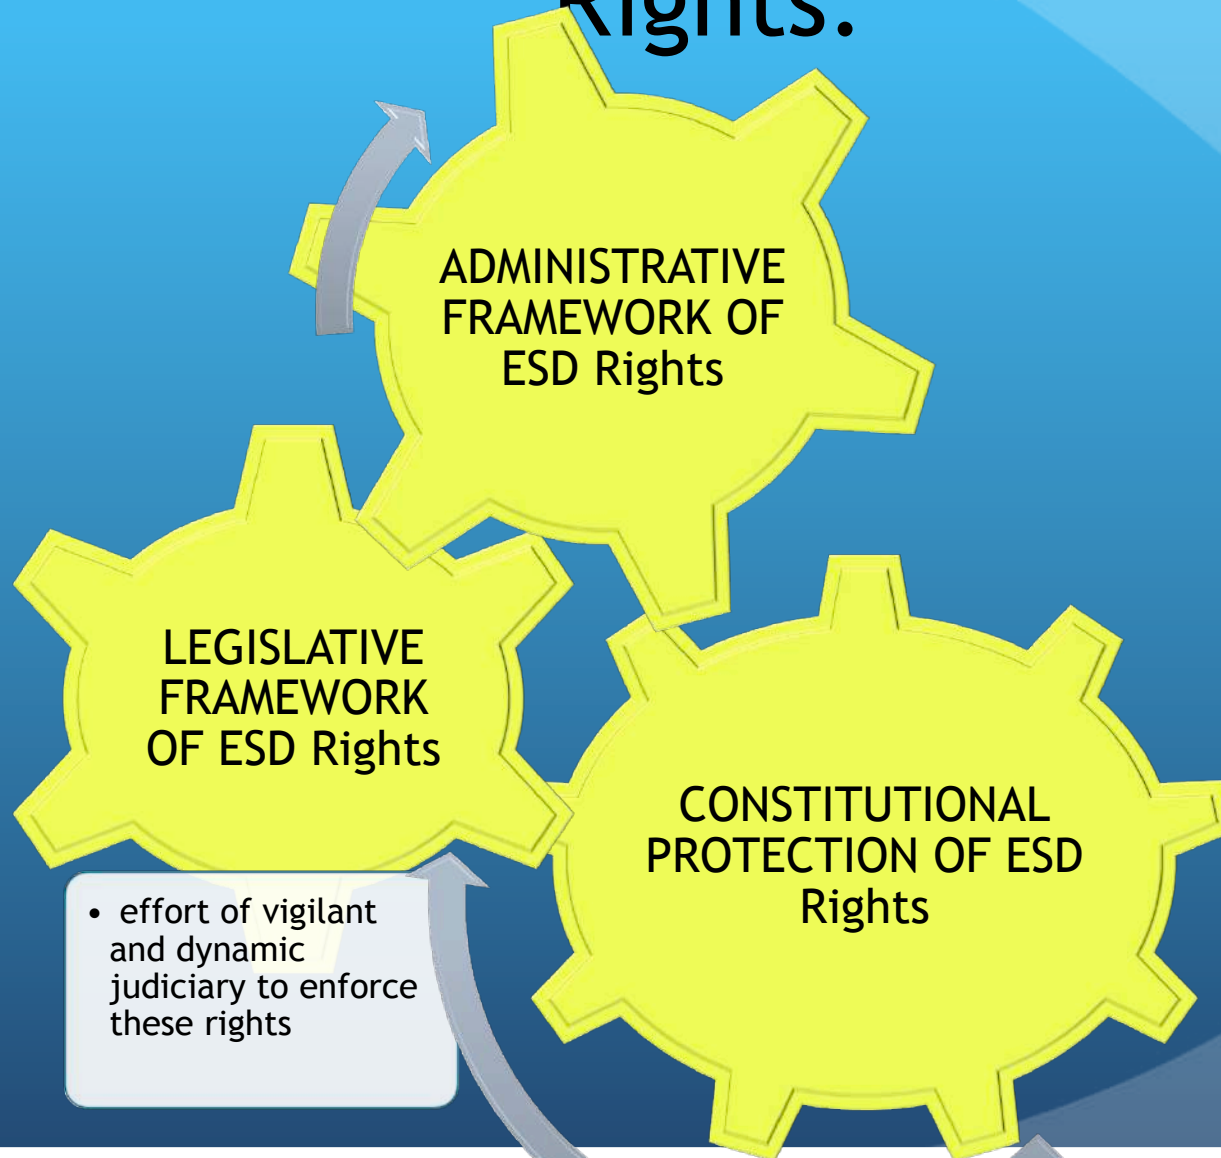 Rights.
ADMINISTRATIVE
FRAMEWORK OF
ESD Rights
LEGISLATIVE
FRAMEWORK
OF ESD Rights
CONSTITUTIONAL
PROTECTION OF ESD
Rights
• effort of vigilant
and dynamic
judiciary to enforce
these rights